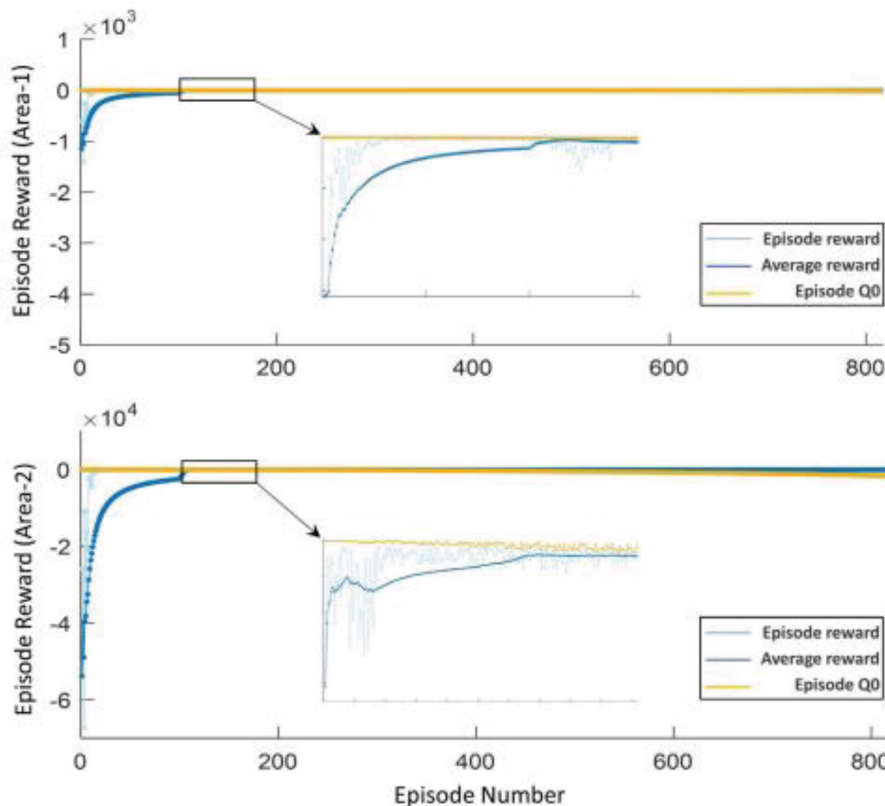 ×10³
1
0
-1
-2
-3
-4
-5
Episode Reward (Area-1)
Episode reward
Average reward
Episode Q0
0 200 400 600 800
×10⁴
0
-2
-4
-6
Episode Reward (Area-2)
Episode reward
Average reward
Episode Q0
0 200 400 600 800
Episode Number